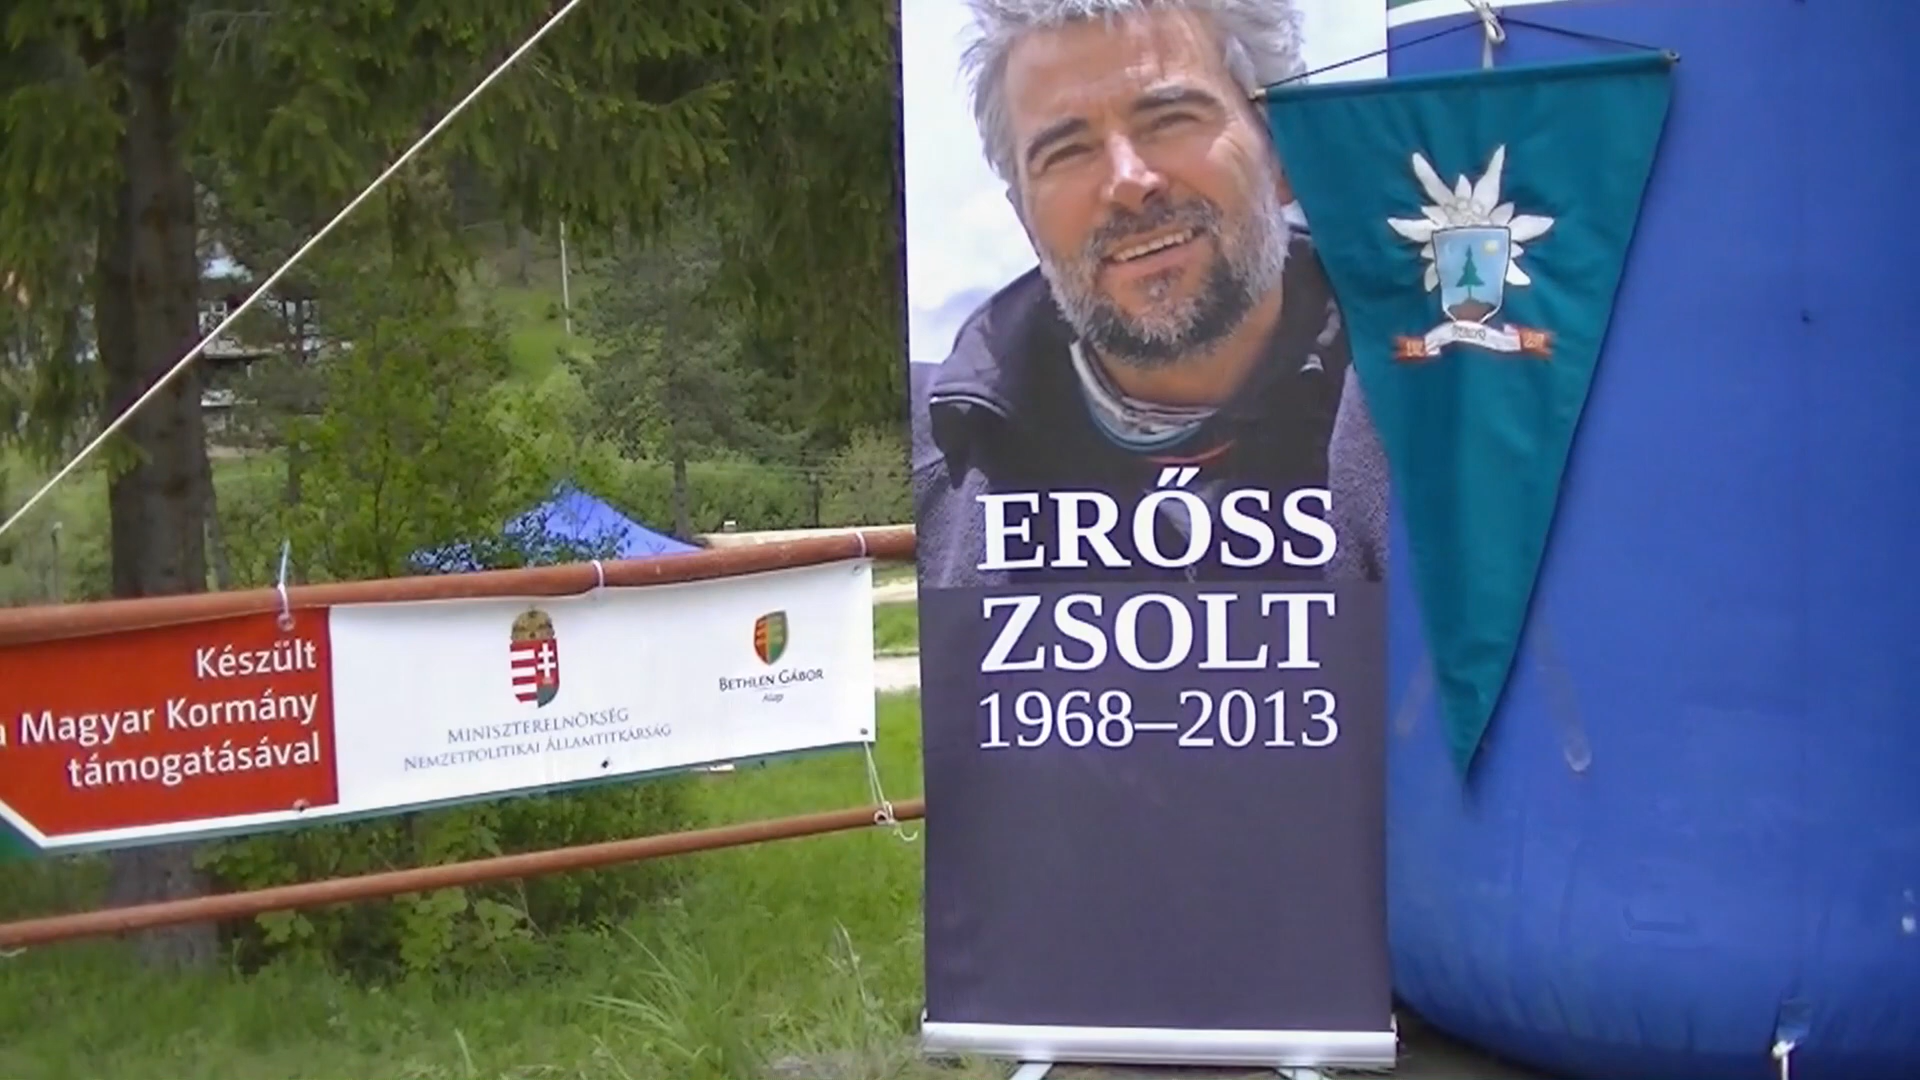 Készült
a Magyar Kormány
támogatásával
MINISZTERELNÖKSÉG
NEMZETPOLITIKAI ÁLLAMTITKÁRSÁG
BETHLEN GÁBOR
Alap
ERŐSS
ZSOLT
1968–2013